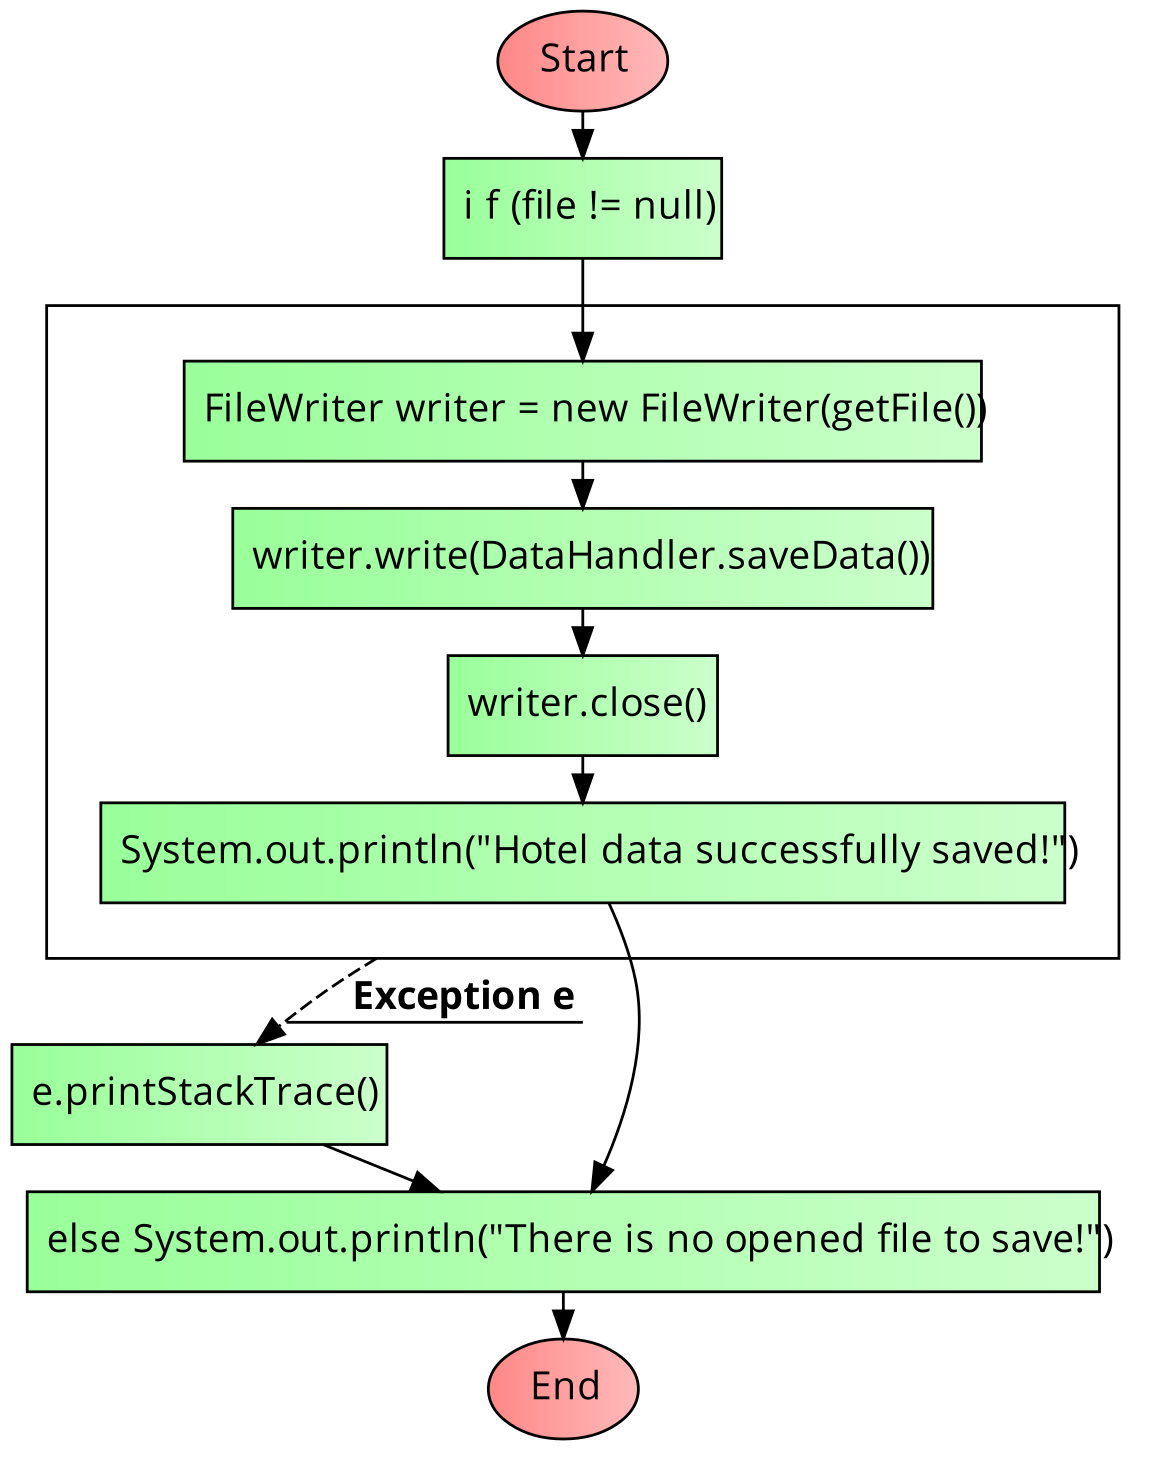 Start
i f (file != null)
FileWriter writer = new FileWriter(getFile())
writer.write(DataHandler.saveData())
writer.close()
System.out.println("Hotel data successfully saved!")
Exception e
e.printStackTrace()
else System.out.println("There is no opened file to save!")
End